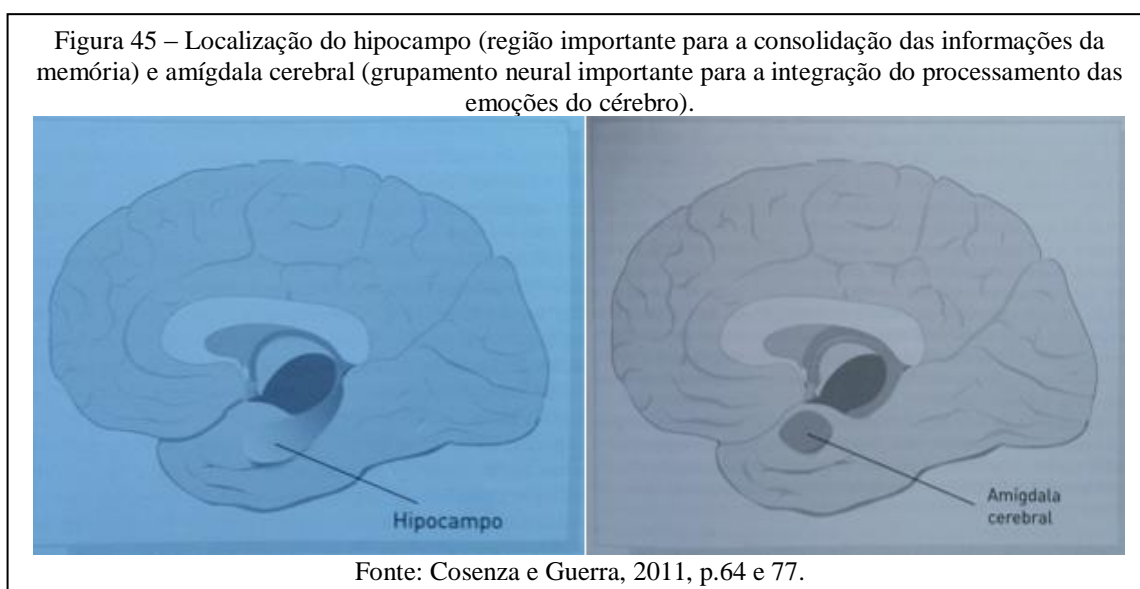 Figura 45 – Localização do hipocampo (região importante para a consolidação das informações da
memória) e amígdala cerebral (grupamento neural importante para a integração do processamento das
emoções do cérebro).
Hipocampo
Amígdala
cerebral
Fonte: Cosenza e Guerra, 2011, p.64 e 77.